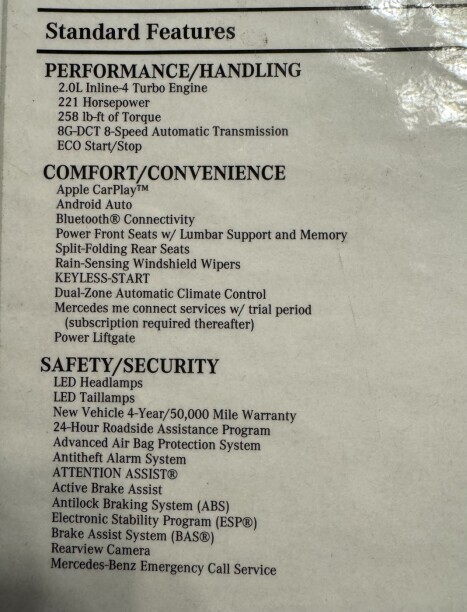 Standard Features
PERFORMANCE/HANDLING
2.0L Inline-4 Turbo Engine
221 Horsepower
258 lb-ft of Torque
8G-DCT 8-Speed Automatic Transmission
ECO Start/Stop
COMFORT/CONVENIENCE
Apple CarPlay™
Android Auto
Bluetooth® Connectivity
Power Front Seats w/ Lumbar Support and Memory
Split-Folding Rear Seats
Rain-Sensing Windshield Wipers
KEYLESS-START
Dual-Zone Automatic Climate Control
Mercedes me connect services w/ trial period
(subscription required thereafter)
Power Liftgate
SAFETY/SECURITY
LED Headlamps
LED Taillamps
New Vehicle 4-Year/50,000 Mile Warranty
24-Hour Roadside Assistance Program
Advanced Air Bag Protection System
Antitheft Alarm System
ATTENTION ASSIST®
Active Brake Assist
Antilock Braking System (ABS)
Electronic Stability Program (ESP®)
Brake Assist System (BAS®)
Rearview Camera
Mercedes-Benz Emergency Call Service